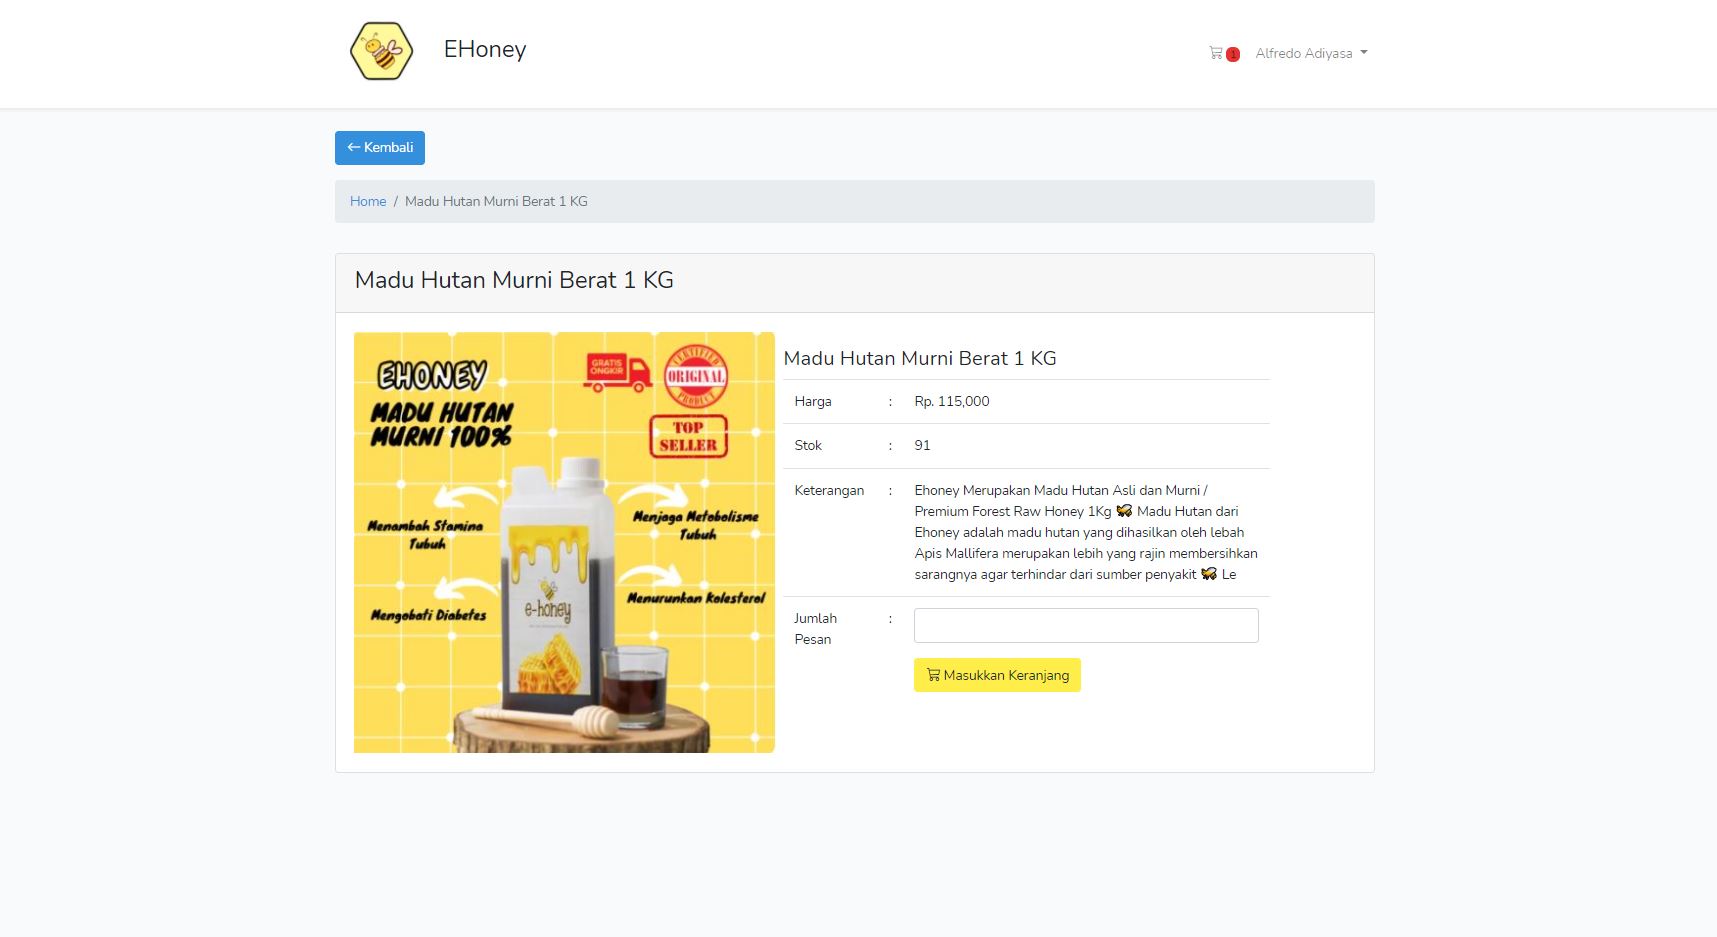 EHoney
1
Alfredo Adiyasa
← Kembali
Home / Madu Hutan Murni Berat 1 KG
Madu Hutan Murni Berat 1 KG
EHONEY
MADU HUTAN
MURNI 100%
GRATIS
ONGKIR
CERTIFIED
ORIGINAL
PRODUCT
TOP
SELLER
Menambah Stamina
Tubuh
Menjaga Metabolisme
Tubuh
Mengobati Diabetes
Menurunkan Kolesterol
e-honey
Madu Hutan Murni Berat 1 KG
Harga : Rp. 115,000
Stok : 91
Keterangan : Ehoney Merupakan Madu Hutan Asli dan Murni /
Premium Forest Raw Honey 1Kg 🐝 Madu Hutan dari
Ehoney adalah madu hutan yang dihasilkan oleh lebah
Apis Mallifera merupakan lebih yang rajin membersihkan
sarangnya agar terhindar dari sumber penyakit 🐝 Le
Jumlah :
Pesan
Masukkan Keranjang